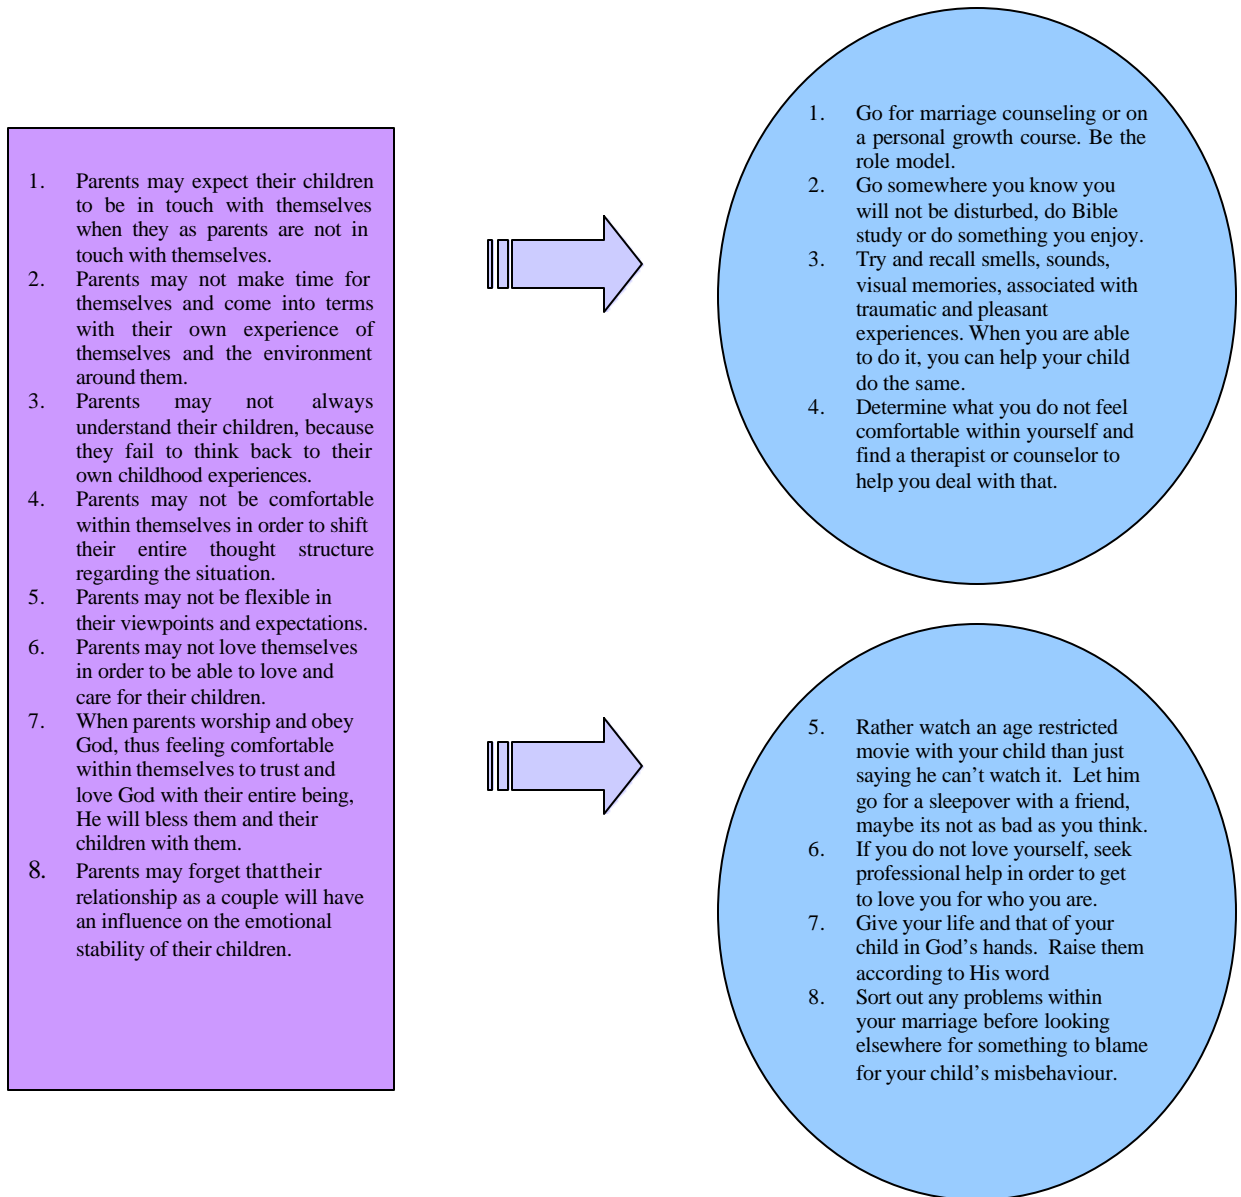 1. Parents may expect their children
to be in touch with themselves
when they as parents are not in
touch with themselves.
2. Parents may not make time for
themselves and come into terms
with their own experience of
themselves and the environment
around them.
3. Parents may not always
understand their children, because
they fail to think back to their
own childhood experiences.
4. Parents may not be comfortable
within themselves in order to shift
their entire thought structure
regarding the situation.
5. Parents may not be flexible in
their viewpoints and expectations.
6. Parents may not love themselves
in order to be able to love and
care for their children.
7. When parents worship and obey
God, thus feeling comfortable
within themselves to trust and
love God with their entire being,
He will bless them and their
children with them.
8. Parents may forget thattheir
relationship as a couple will have
an influence on the emotional
stability of their children.
1. Go for marriage counseling or on
a personal growth course. Be the
role model.
2. Go somewhere you know you
will not be disturbed, do Bible
study or do something you enjoy.
3. Try and recall smells, sounds,
visual memories, associated with
traumatic and pleasant
experiences. When you are able
to do it, you can help your child
do the same.
4. Determine what you do not feel
comfortable within yourself and
find a therapist or counselor to
help you deal with that.
5. Rather watch an age restricted
movie with your child than just
saying he can’t watch it. Let him
go for a sleepover with a friend,
maybe its not as bad as you think.
6. If you do not love yourself, seek
professional help in order to get
to love you for who you are.
7. Give your life and that of your
child in God’s hands. Raise them
according to His word
8. Sort out any problems within
your marriage before looking
elsewhere for something to blame
for your child’s misbehaviour.